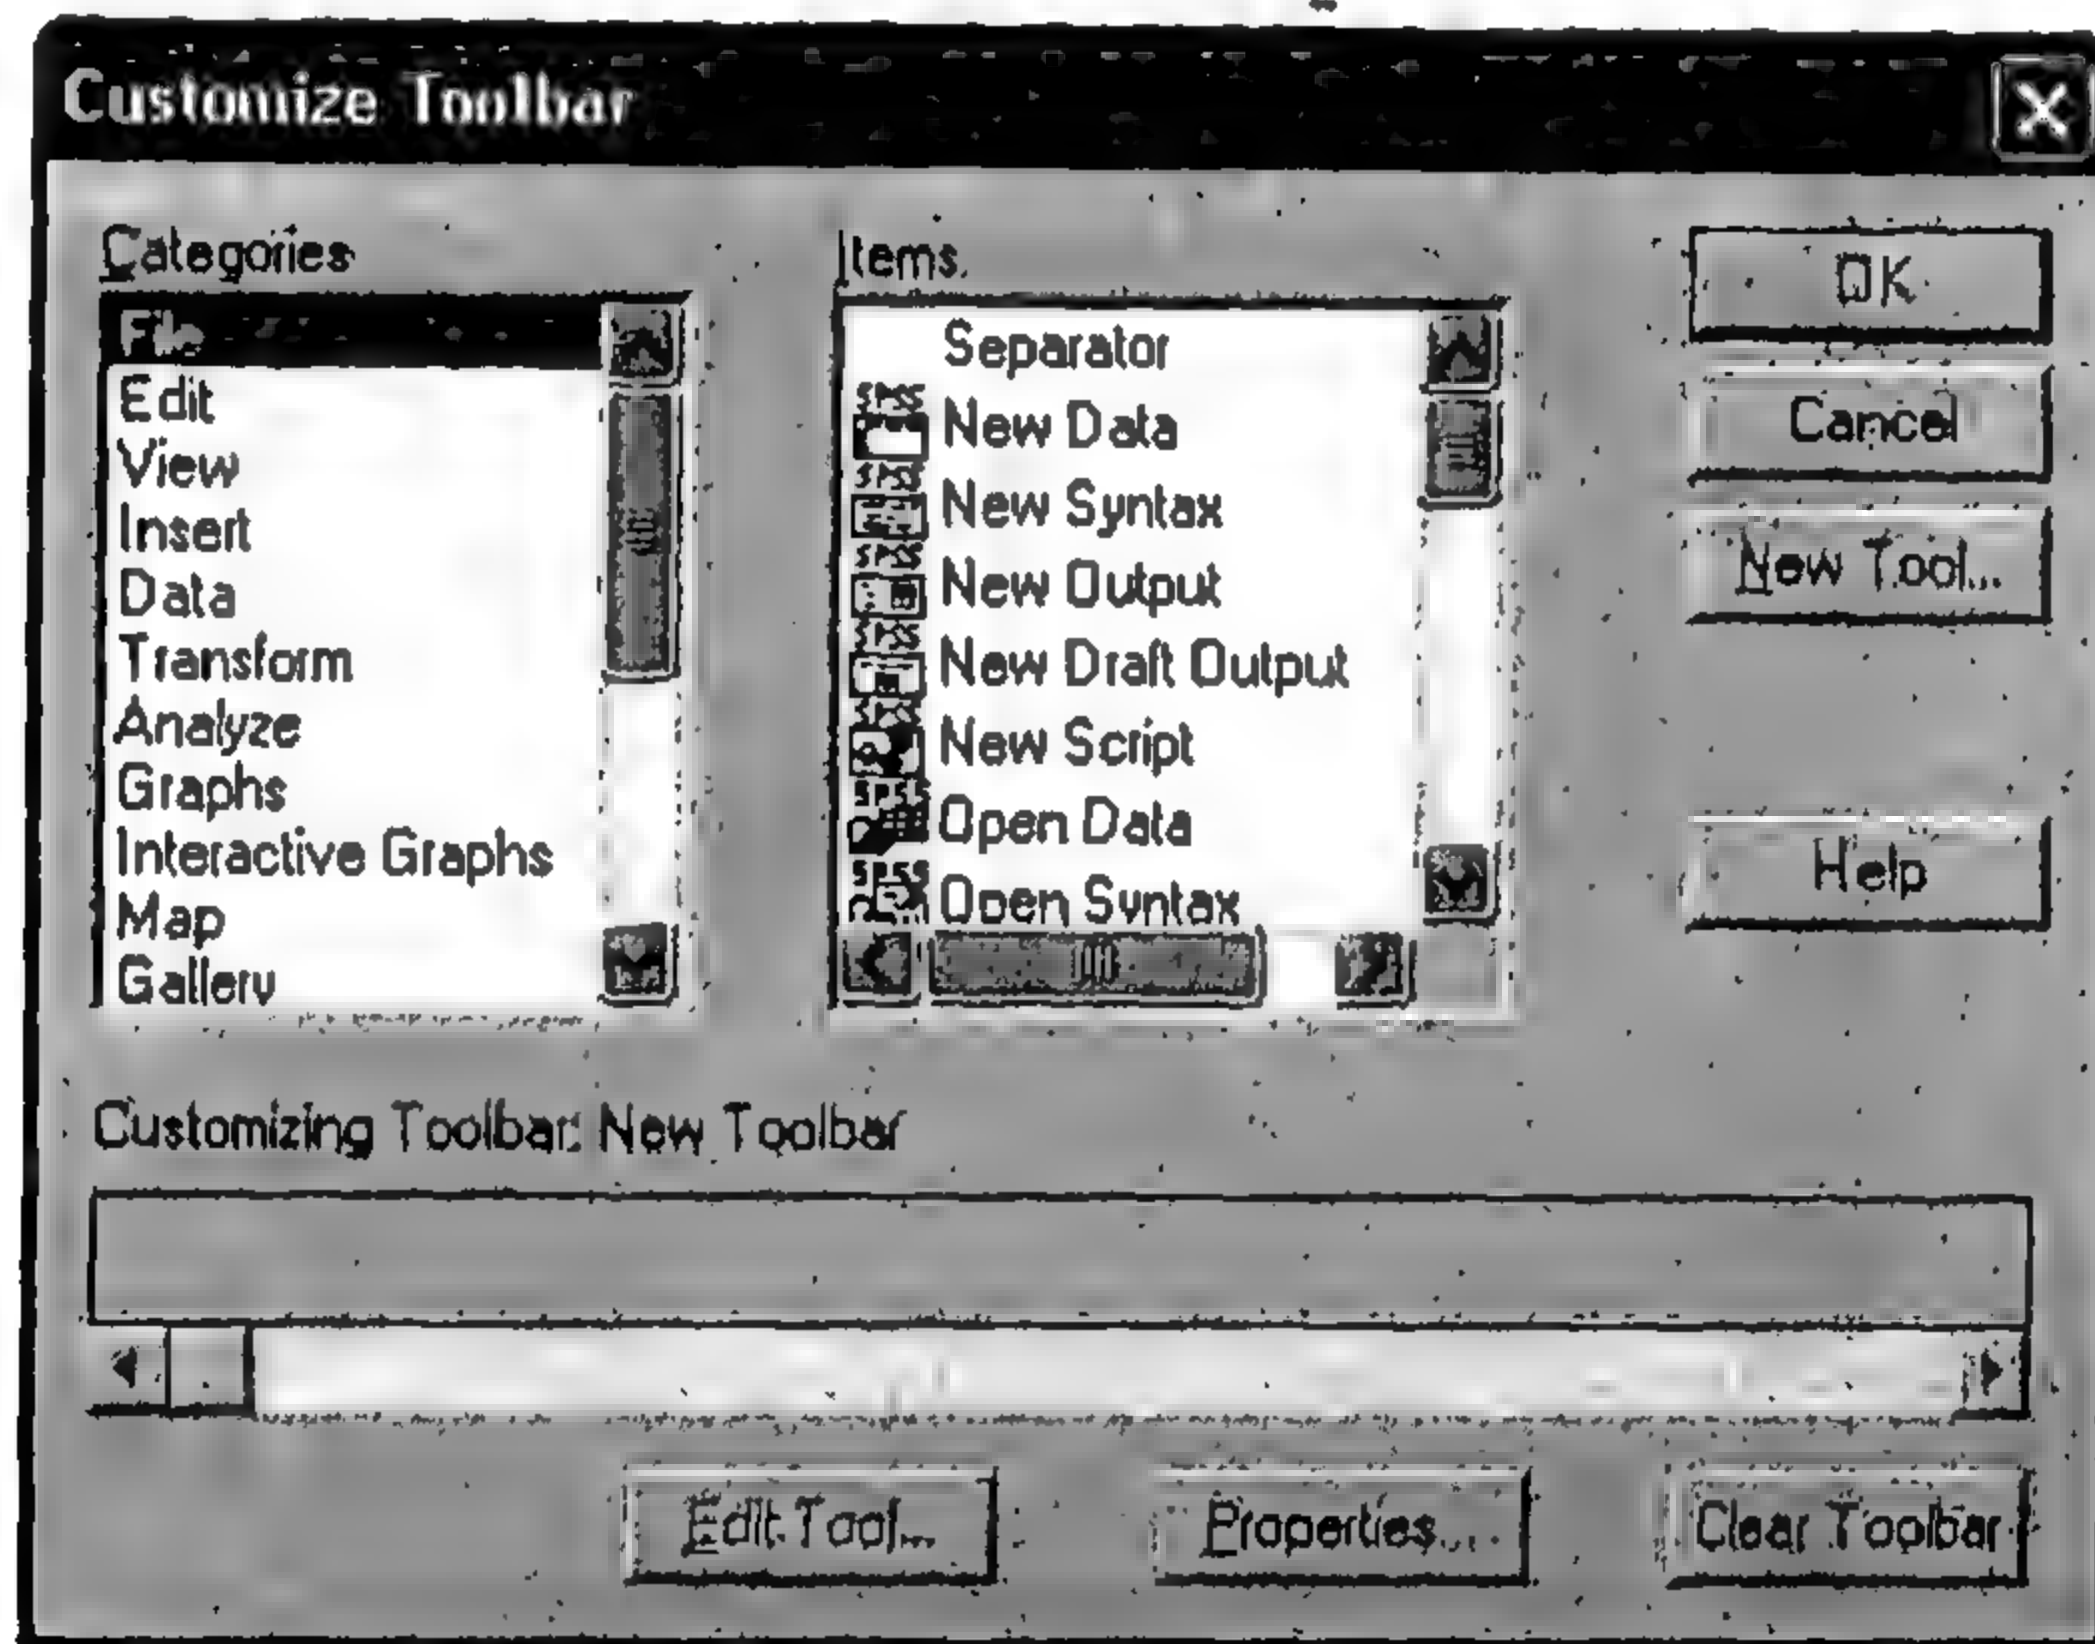 Customize Toolbar
Categories
File
Edit
View
Insert
Data
Transform
Analyze
Graphs
Interactive Graphs
Map
Gallery
Items
Separator
New Data
New Syntax
New Output
New Draft Output
New Script
Open Data
Open Syntax
OK
Cancel
New Tool...
Help
Customizing Toolbar: New Toolbar
Edit Tool...
Properties...
Clear Toolbar